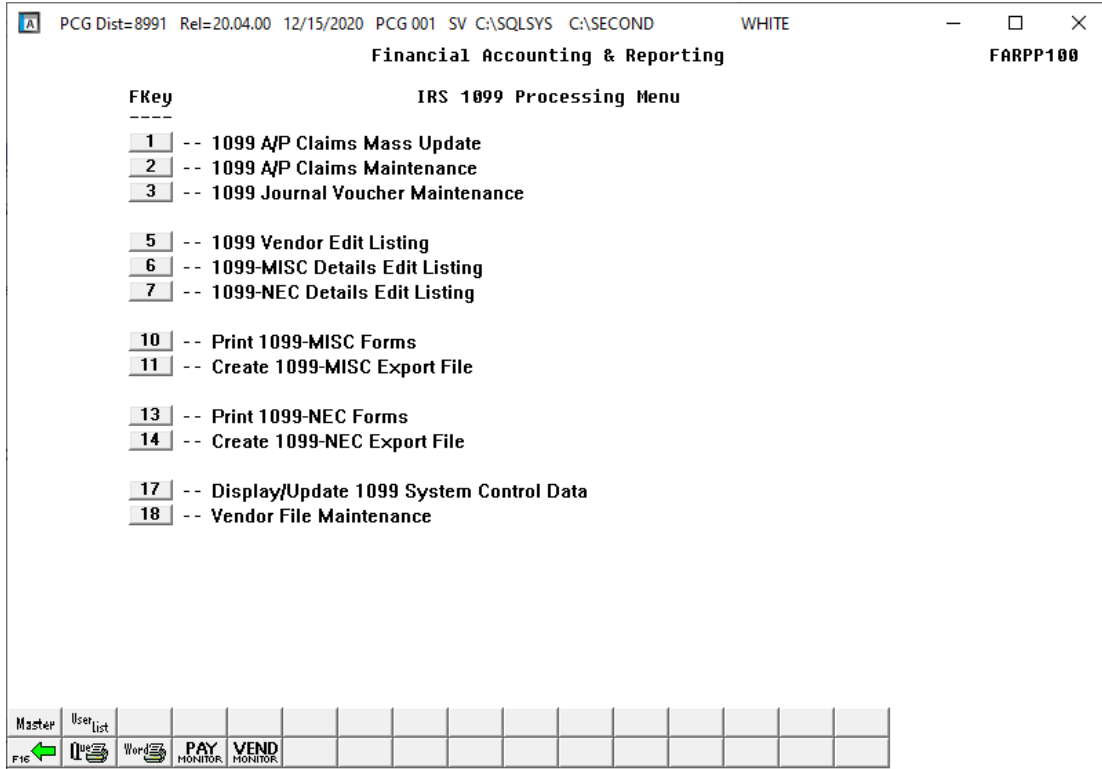 A PCG Dist=8991 Rel=20.04.00 12/15/2020 PCG 001 SV C:\SQLSYS C:\SECOND WHITE
Financial Accounting & Reporting FARPP100
FKey IRS 1099 Processing Menu
----
1 -- 1099 A/P Claims Mass Update
2 -- 1099 A/P Claims Maintenance
3 -- 1099 Journal Voucher Maintenance
5 -- 1099 Vendor Edit Listing
6 -- 1099-MISC Details Edit Listing
7 -- 1099-NEC Details Edit Listing
10 -- Print 1099-MISC Forms
11 -- Create 1099-MISC Export File
13 -- Print 1099-NEC Forms
14 -- Create 1099-NEC Export File
17 -- Display/Update 1099 System Control Data
18 -- Vendor File Maintenance
Master User list
F16 Que Word PAY MONITOR VEND MONITOR